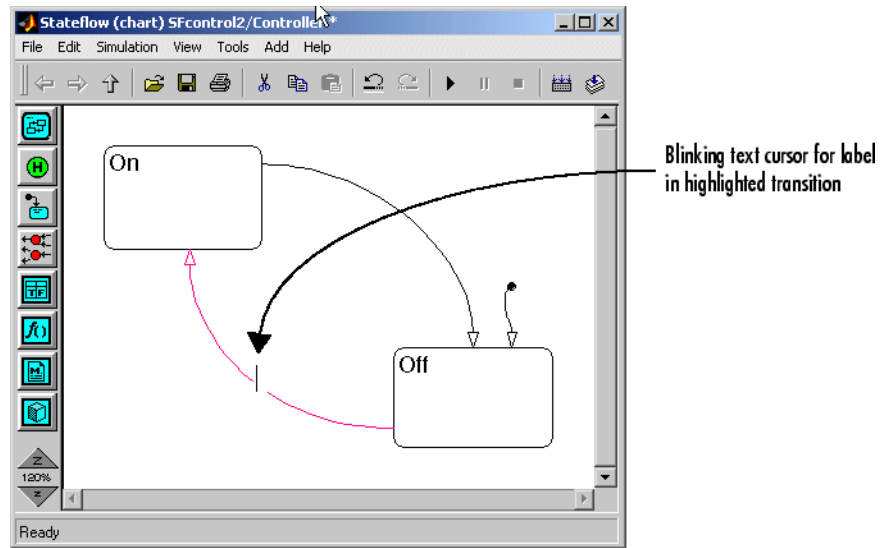 Stateflow (chart) SFcontrol2/Controller*
File Edit Simulation View Tools Add Help
On
Blinking text cursor for label
in highlighted transition
H
TF
f()
M
Off
Z
120%
z
Ready